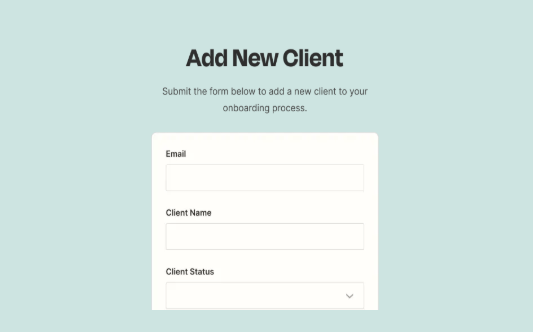 Add New Client
Submit the form below to add a new client to your
onboarding process.
Email
Client Name
Client Status